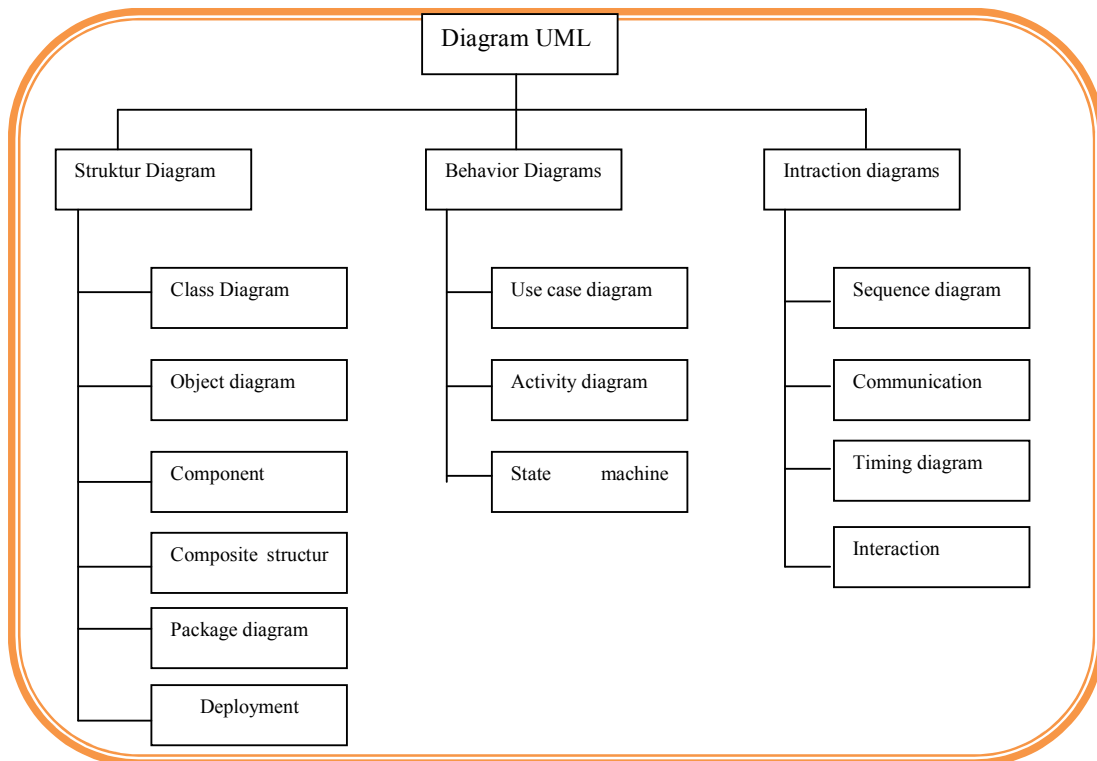 Diagram UML
Struktur Diagram
Behavior Diagrams
Intraction diagrams
Class Diagram
Object diagram
Component
Composite structur
Package diagram
Deployment
Use case diagram
Activity diagram
State machine
Sequence diagram
Communication
Timing diagram
Interaction